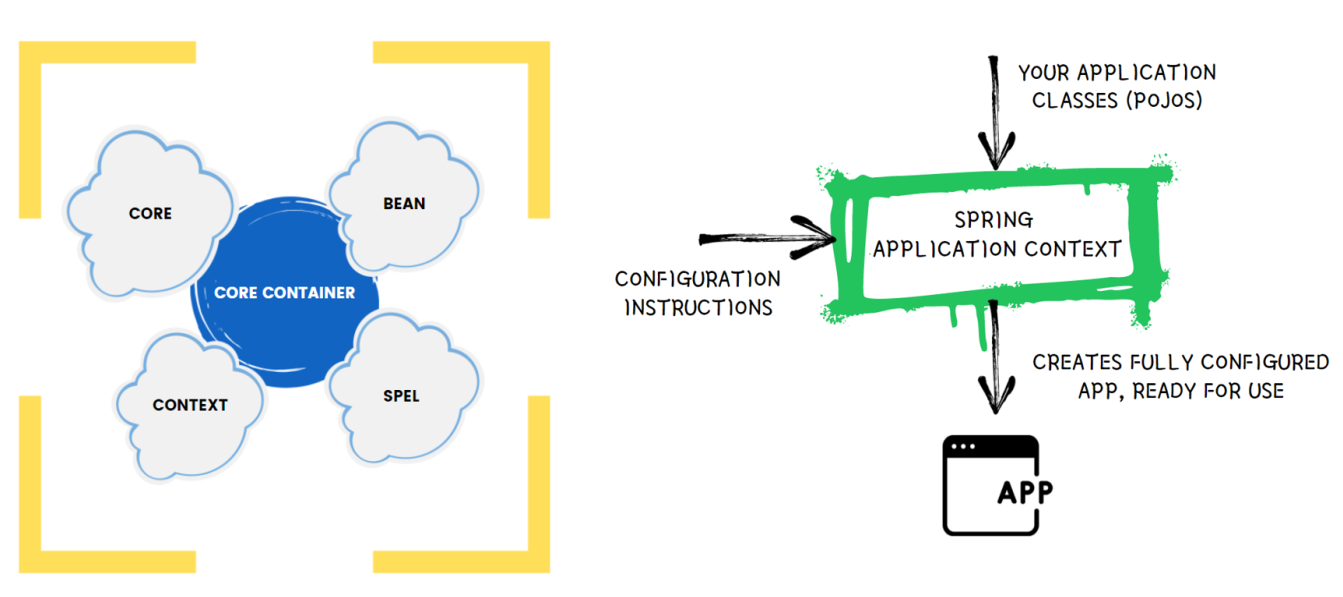 CORE
BEAN
CORE CONTAINER
CONTEXT
SPEL
YOUR APPLICATION
CLASSES (POJOS)
SPRING
APPLICATION CONTEXT
CONFIGURATION
INSTRUCTIONS
CREATES FULLY CONFIGURED
APP, READY FOR USE
APP